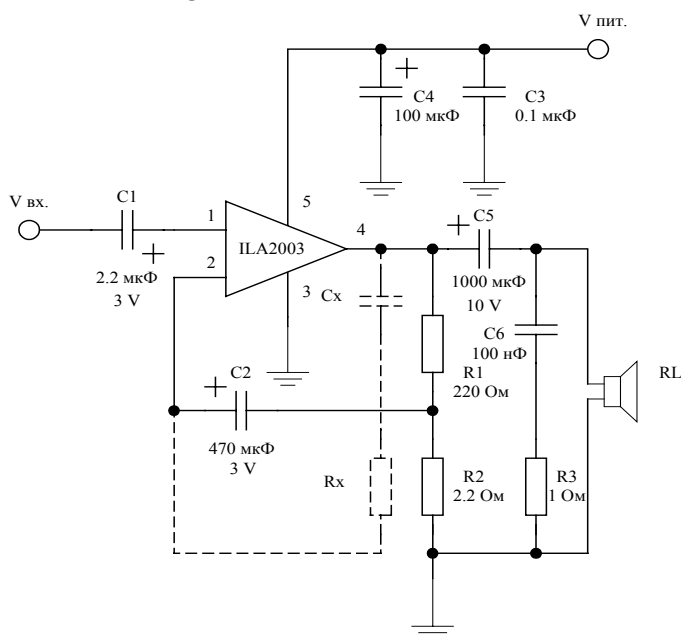 V пит.
C4
100 мкФ
C3
0.1 мкФ
C1
V вх.
2.2 мкФ
3 V
1
2
5
4
3
ILA2003
C5
1000 мкФ
10 V
Cx
C6
100 нФ
R1
220 Ом
RL
C2
470 мкФ
3 V
Rx
R2
2.2 Ом
R3
1 Ом